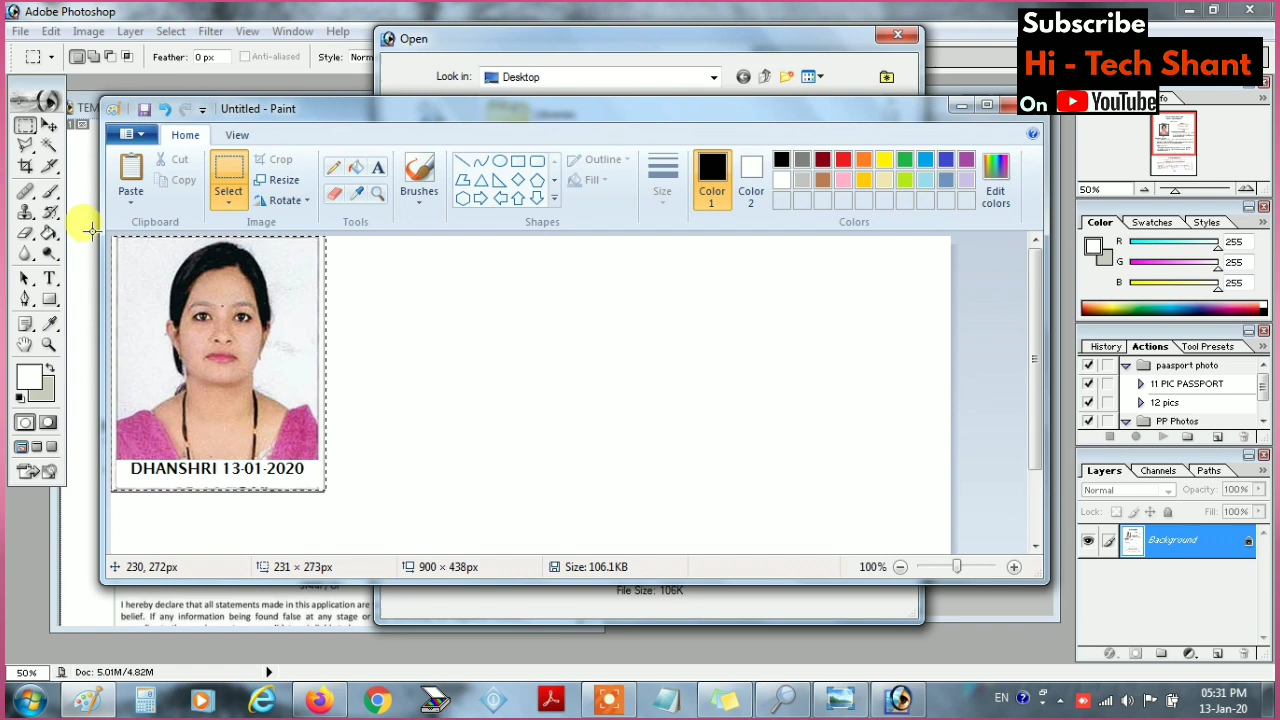 Adobe Photoshop
Subscribe
Hi - Tech Shant
On YouTube
File Edit Image Layer Select Filter View Window Help
Open
Feather: 0 px Anti-aliased Style: Norm
Look in: Desktop
TEM
Untitled - Paint
Home View
Paste Cut Copy
Clipboard
Select Crop Resize Rotate
Image
A
Tools
Brushes
Outline Fill
Shapes
Size
Color 1
Color 2
Edit colors
Colors
DHANSHRI 13-01-2020
230, 272px 231 × 273px 900 × 438px Size: 106.1KB 100%
File Size: 106K
I hereby declare that all statements made in this application are
belief. If any information being found false at any stage or
50%
Color Swatches Styles
R 255
G 255
B 255
History Actions Tool Presets
paasport photo
11 PIC PASSPORT
12 pics
PP Photos
Layers Channels Paths
Normal Opacity: 100%
Lock: Fill: 100%
Background
50% Doc: 5.01M/4.82M
EN 05:31 PM
13-Jan-20